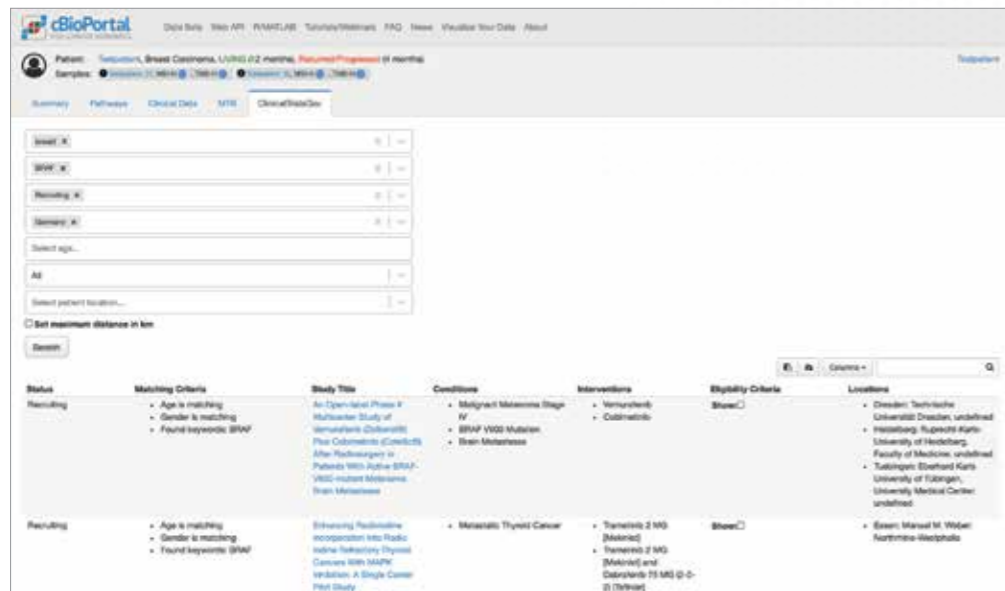 cBioPortal
Data Sets Web API R/MATLAB Tutorials/Webinars FAQ News Visualize Your Data About
Patient: Testpatient, Breast Carcinoma, LIVING months), Recurred/Progressed months)
Testpatient
Samples:
Summary Pathways Clinical Data MTB ClinicalTrialsGov
breast ×
BRAF ×
Recruiting ×
Germany ×
Select age...
All
Select patient location...
Set maximum distance in km
Search
Columns
Status Matching Criteria Study Title Conditions Interventions Eligibility Criteria Locations
Recruiting • Age is matching An Open-label Phase II • Malignant Melanoma Stage • Vemurafenib Show • Dresden: Technische
• Gender is matching Multicenter Study of IV • Cobimetinib Universität Dresden, undefined
• Found keywords: BRAF Vemurafenib (Zelboraf®) • BRAF V600 Mutation • Heidelberg: Ruprecht-Karls-
Plus Cobimetinib (Cotellic®) • Brain Metastases University of Heidelberg,
After Radiosurgery in Faculty of Medicine, undefined
Patients With Active BRAF- • Tuebingen: Eberhard Karls
V600-mutant Melanoma University of Tübingen,
Brain Metastases University Medical Center,
undefined
Recruiting • Age is matching Enhancing Radioiodine • Metastatic Thyroid Cancer • Trametinib 2 MG Show • Essen: Manuel M. Weber:
• Gender is matching Incorporation Into Radio [Mekinist] Northrhine-Westphalia
• Found keywords: BRAF Iodine Refractory Thyroid • Trametinib 2 MG
Cancers With MAPK [Mekinist] and
Inhibition: A Single Center Dabrafenib 75 MG (2-0-
Pilot Study 2) [Tafinlar]